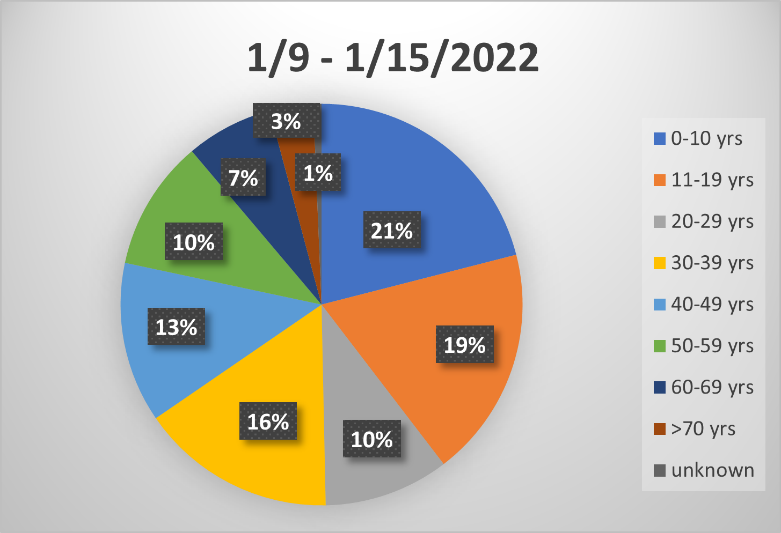 1/9 - 1/15/2022
3%
1%
7%
21%
10%
13%
19%
16%
10%
0-10 yrs
11-19 yrs
20-29 yrs
30-39 yrs
40-49 yrs
50-59 yrs
60-69 yrs
>70 yrs
unknown